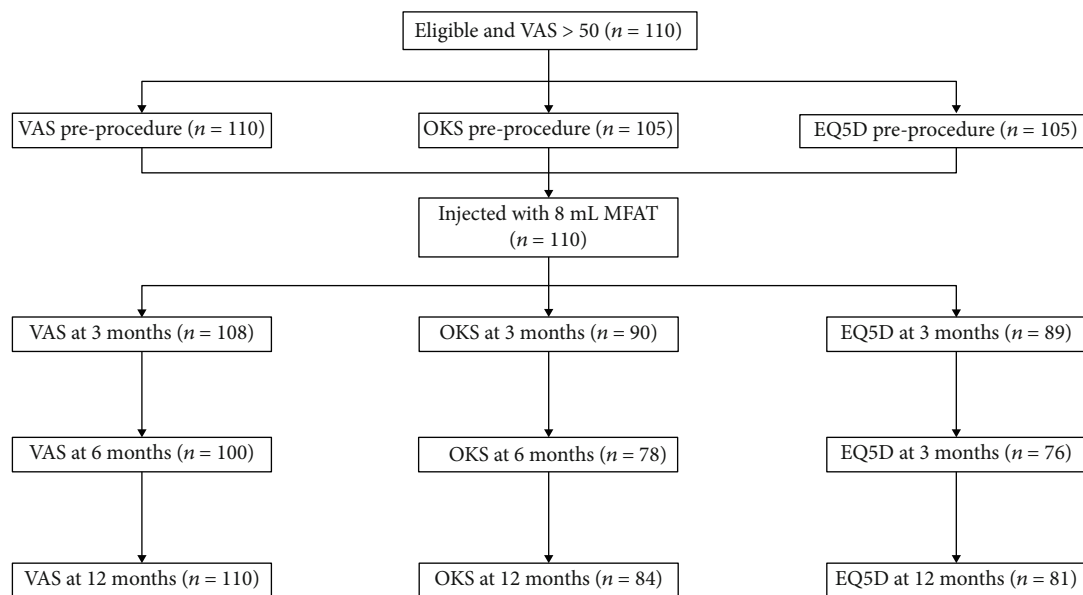 Eligible and VAS > 50 (n = 110)
VAS pre-procedure (n = 110)
OKS pre-procedure (n = 105)
EQ5D pre-procedure (n = 105)
Injected with 8 mL MFAT
(n = 110)
VAS at 3 months (n = 108)
OKS at 3 months (n = 90)
EQ5D at 3 months (n = 89)
VAS at 6 months (n = 100)
OKS at 6 months (n = 78)
EQ5D at 3 months (n = 76)
VAS at 12 months (n = 110)
OKS at 12 months (n = 84)
EQ5D at 12 months (n = 81)